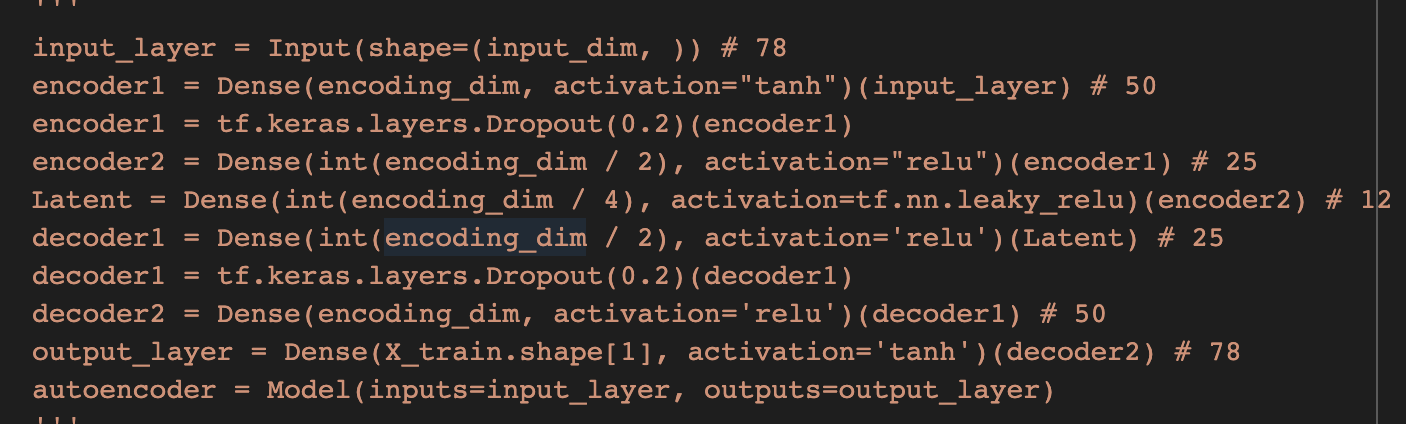 '''
input_layer = Input(shape=(input_dim, )) # 78
encoder1 = Dense(encoding_dim, activation="tanh")(input_layer) # 50
encoder1 = tf.keras.layers.Dropout(0.2)(encoder1)
encoder2 = Dense(int(encoding_dim / 2), activation="relu")(encoder1) # 25
Latent = Dense(int(encoding_dim / 4), activation=tf.nn.leaky_relu)(encoder2) # 12
decoder1 = Dense(int(encoding_dim / 2), activation='relu')(Latent) # 25
decoder1 = tf.keras.layers.Dropout(0.2)(decoder1)
decoder2 = Dense(encoding_dim, activation='relu')(decoder1) # 50
output_layer = Dense(X_train.shape[1], activation='tanh')(decoder2) # 78
autoencoder = Model(inputs=input_layer, outputs=output_layer)
'''